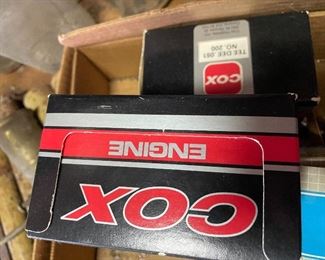 COX
TEE DEE .051
NO. 200
COX
ENGINE